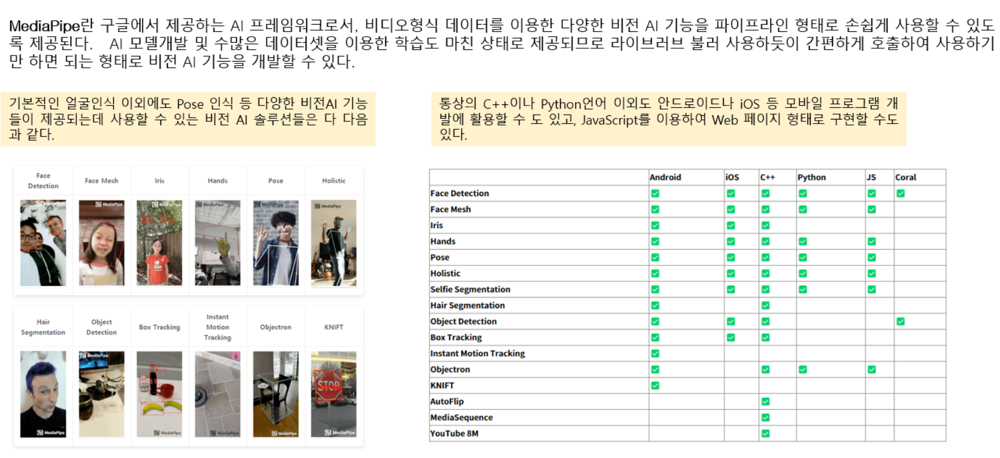 MediaPipe란 구글에서 제공하는 AI 프레임워크로서, 비디오형식 데이터를 이용한 다양한 비전 AI 기능을 파이프라인 형태로 손쉽게 사용할 수 있도
록 제공된다. AI 모델개발 및 수많은 데이터셋을 이용한 학습도 마친 상태로 제공되므로 라이브러브 불러 사용하듯이 간편하게 호출하여 사용하기
만 하면 되는 형태로 비전 AI 기능을 개발할 수 있다.
기본적인 얼굴인식 이외에도 Pose 인식 등 다양한 비전AI 기능
들이 제공되는데 사용할 수 있는 비전 AI 솔루션들은 다 다음
과 같다.
통상의 C++이나 Python언어 이외도 안드로이드나 iOS 등 모바일 프로그램 개
발에 활용할 수 도 있고, JavaScript를 이용하여 Web 페이지 형태로 구현할 수도
있다.
Face
Detection
Face Mesh
Iris
Hands
Pose
Holistic
MediaPipe
MediaPipe
MediaPipe
MediaPipe
MediaPipe
MediaPipe
Hair
Segmentation
Object
Detection
Box Tracking
Instant
Motion
Tracking
Objectron
KNIFT
MediaPipe
STOP
MediaPipe
MediaPipe
MediaPipe
MediaPipe
MediaPipe
Android iOS C++ Python JS Coral
Face Detection ✅ ✅ ✅ ✅ ✅ ✅
Face Mesh ✅ ✅ ✅ ✅ ✅
Iris ✅ ✅ ✅
Hands ✅ ✅ ✅ ✅ ✅
Pose ✅ ✅ ✅ ✅ ✅
Holistic ✅ ✅ ✅ ✅ ✅
Selfie Segmentation ✅ ✅ ✅ ✅ ✅
Hair Segmentation ✅ ✅
Object Detection ✅ ✅ ✅ ✅
Box Tracking ✅ ✅ ✅
Instant Motion Tracking ✅
Objectron ✅ ✅ ✅ ✅
KNIFT ✅
AutoFlip ✅
MediaSequence ✅
YouTube 8M ✅